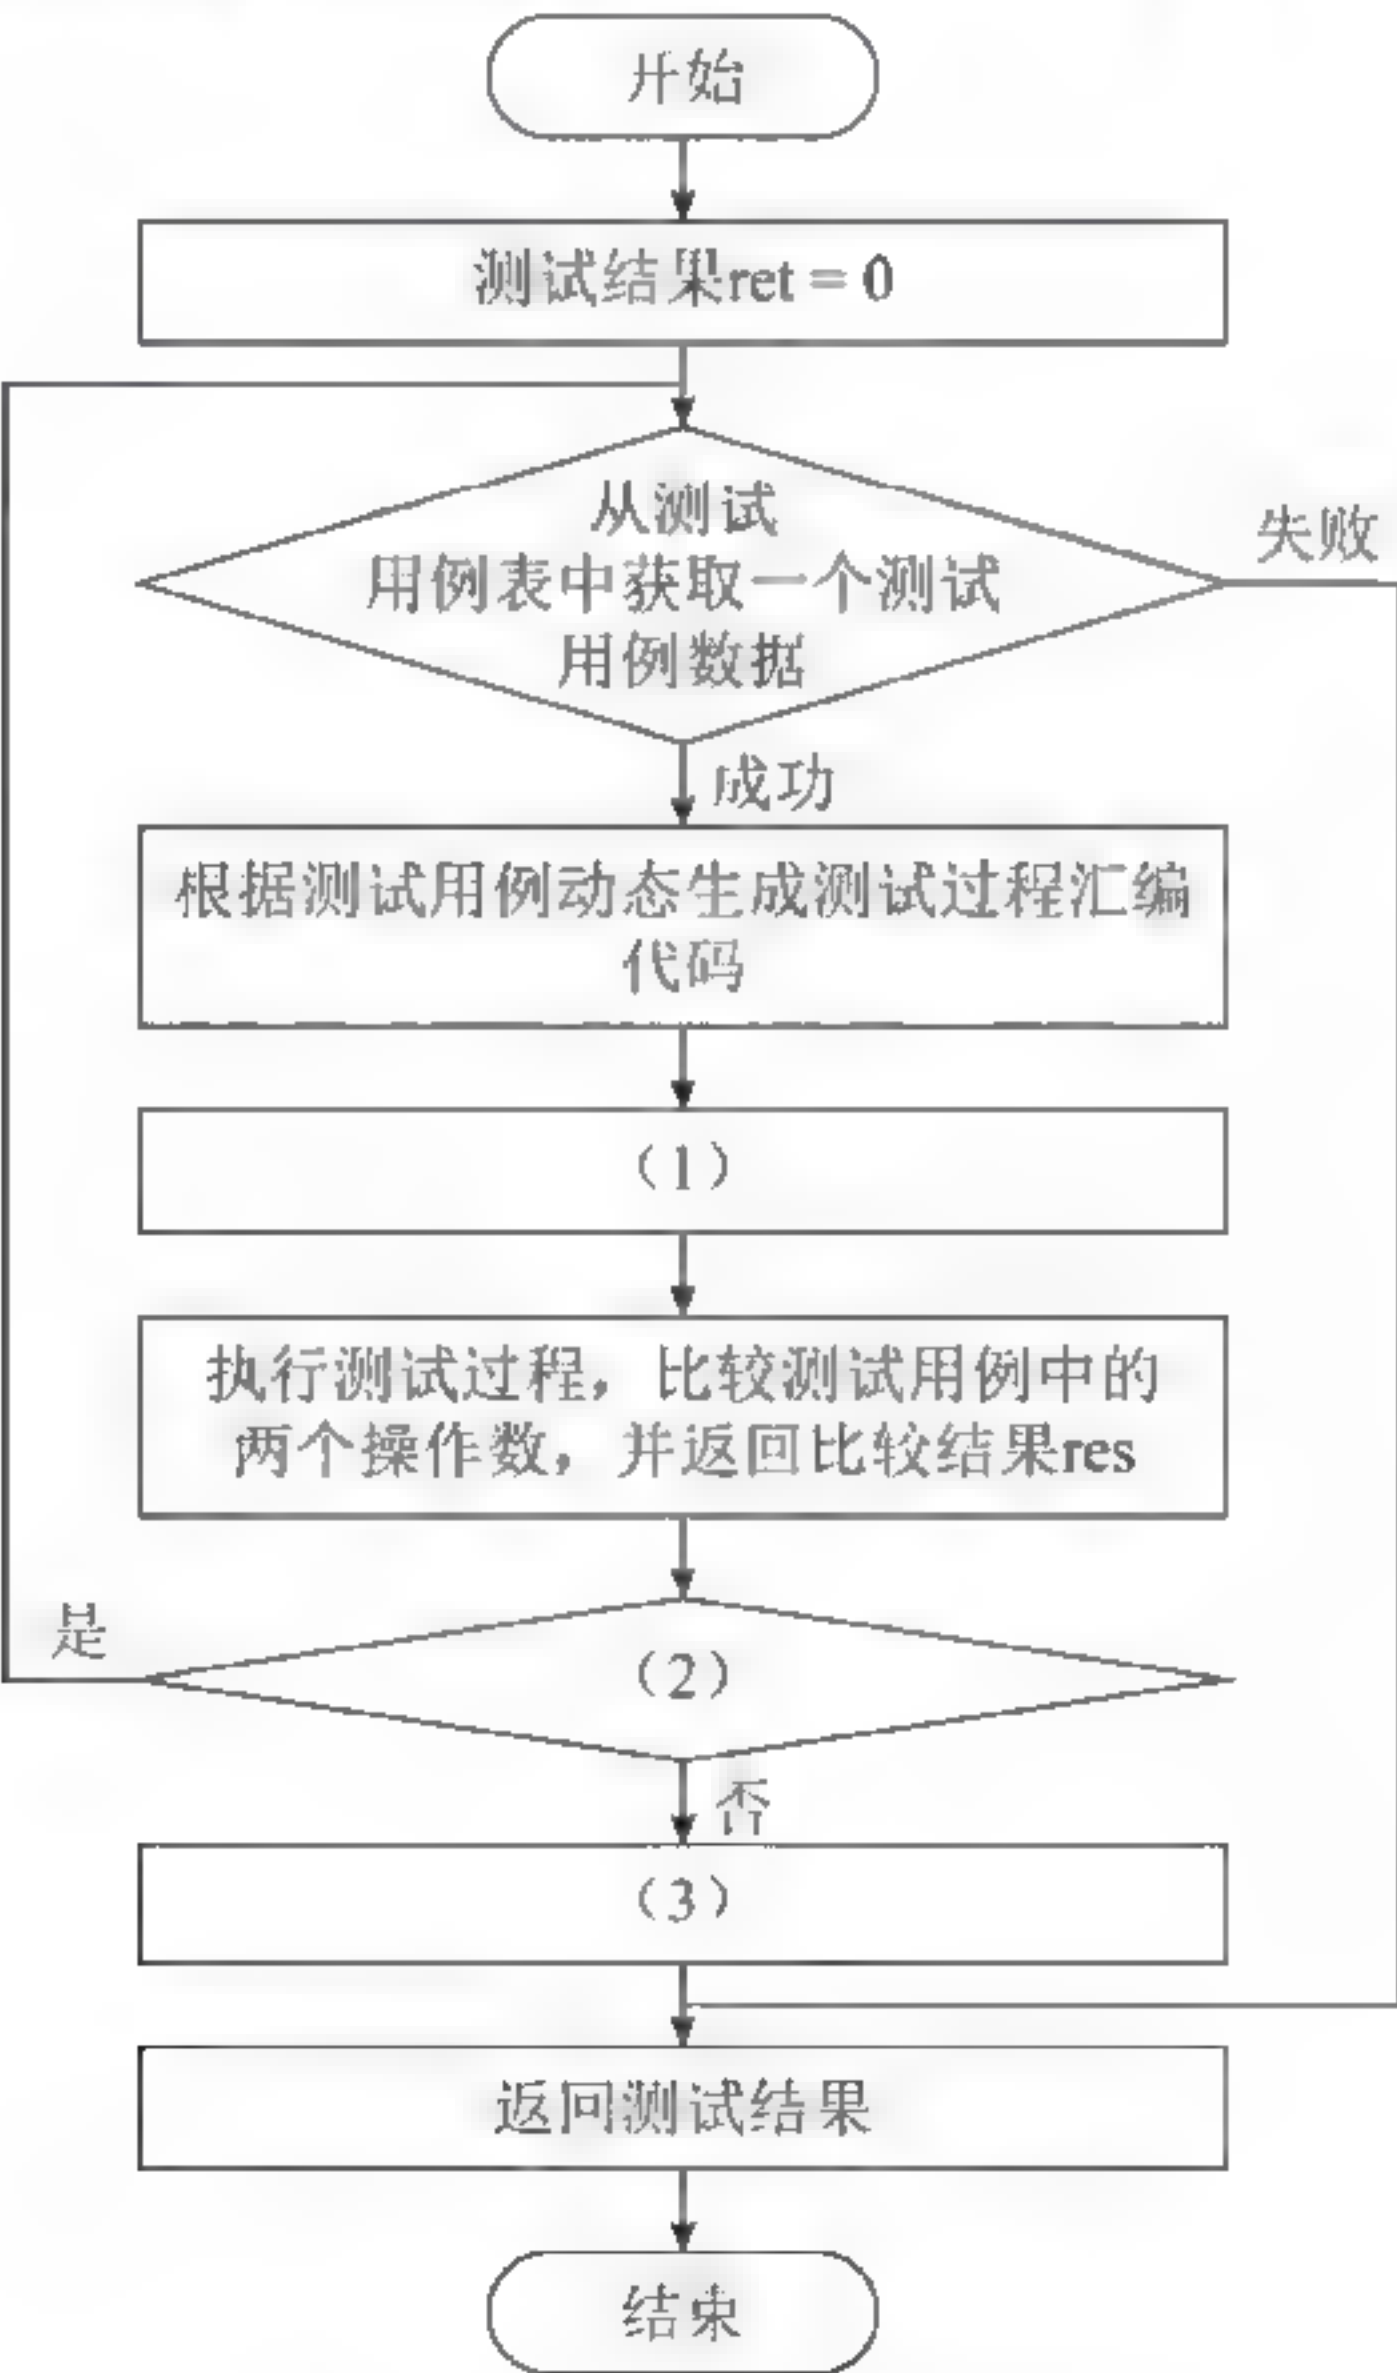 开始
测试结果ret = 0
从测试
用例表中获取一个测试
用例数据
失败
成功
根据测试用例动态生成测试过程汇编
代码
（1）
执行测试过程，比较测试用例中的
两个操作数，并返回比较结果res
是
（2）
否
（3）
返回测试结果
结束